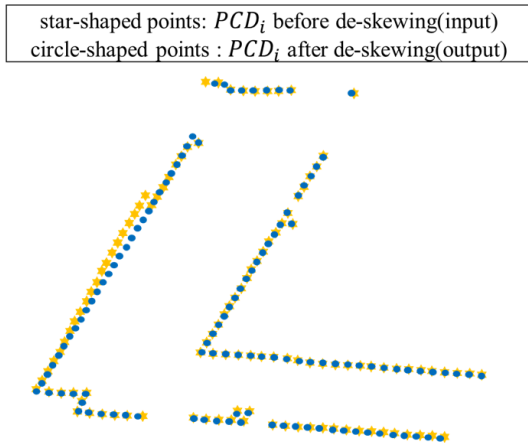 star-shaped points: PCD_i before de-skewing(input)
circle-shaped points : PCD_i after de-skewing(output)